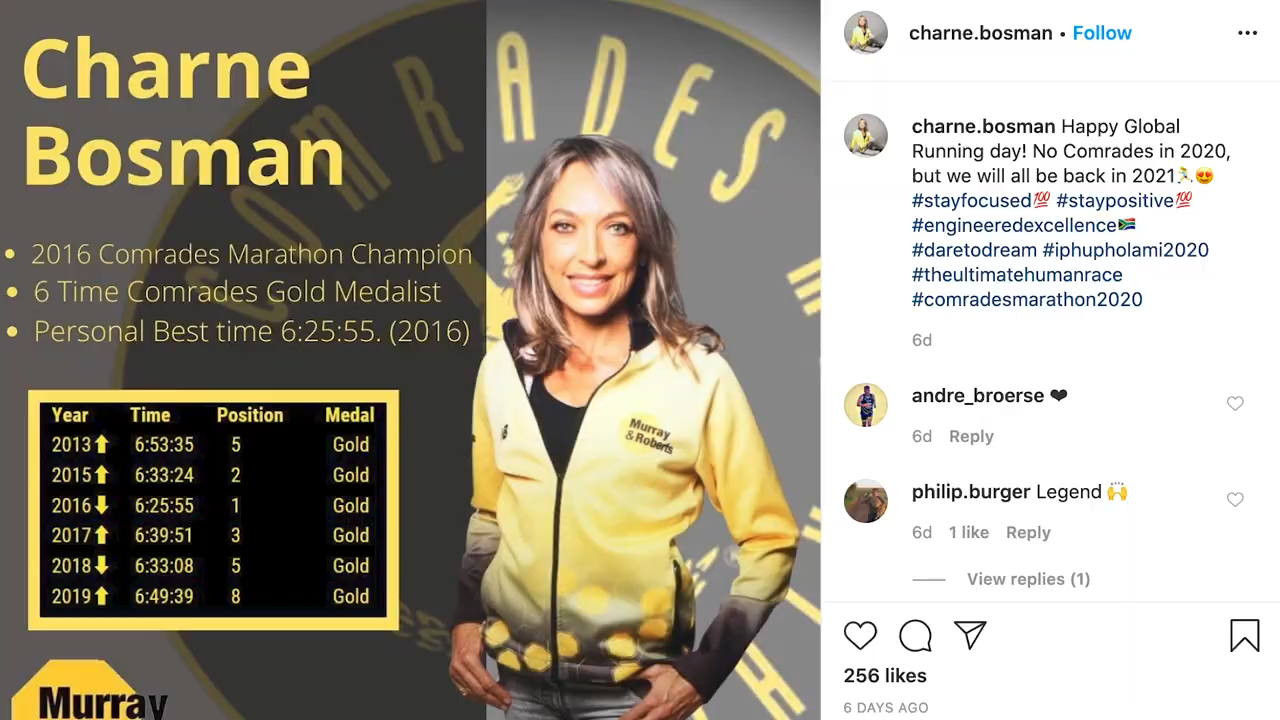 Charne
Bosman
• 2016 Comrades Marathon Champion
• 6 Time Comrades Gold Medalist
• Personal Best time 6:25:55. (2016)
Year Time Position Medal
2013⬆ 6:53:35 5 Gold
2015⬆ 6:33:24 2 Gold
2016⬇ 6:25:55 1 Gold
2017⬆ 6:39:51 3 Gold
2018⬇ 6:33:08 5 Gold
2019⬆ 6:49:39 8 Gold
Murray
COMRADES
Murray
& Roberts
charne.bosman • Follow
charne.bosman Happy Global
Running day! No Comrades in 2020,
but we will all be back in 2021🏃😍
#stayfocused💯 #staypositive💯
#engineeredexcellence🇿🇦
#daretodream #iphupholami2020
#theultimatehumanrace
#comradesmarathon2020
6d
andre_broerse ❤
6d Reply
philip.burger Legend 🙌
6d 1 like Reply
View replies (1)
256 likes
6 DAYS AGO